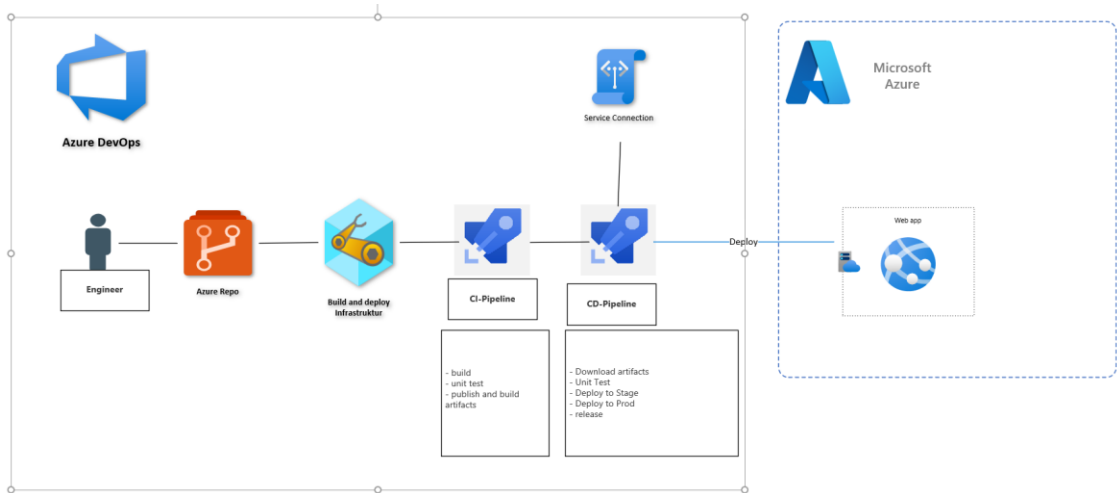 Azure DevOps
Service Connection
Microsoft
Azure
Engineer
Azure Repo
Build and deploy
Infrastruktur
CI-Pipeline
CD-Pipeline
Deploy
Web app
- build
- unit test
- publish and build
artifacts
- Download artifacts
- Unit Test
- Deploy to Stage
- Deploy to Prod
- release